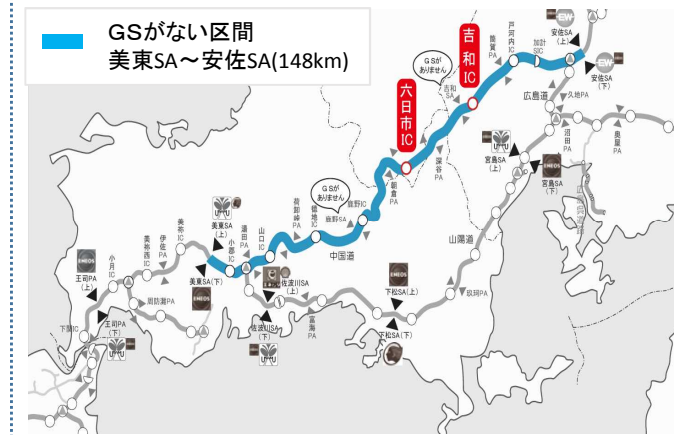 GSがない区間
美東SA～安佐SA(148km)
吉和IC
六日市IC
GSが
ありません
GSが
ありません
戸河内IC
加計SIC
筒賀PA
吉和SA
安佐SA
(上)
安佐SA
(下)
広島道
久地PA
沼田PA
奥屋PA
宮島SA
(上)
宮島SA
(下)
ENEOS
深谷PA
朝倉PA
鹿野IC
鹿野SA
徳地IC
荷卸峠PA
山口IC
湯田PA
小郡IC
美東SA
(上)
美東SA(下)
ENEOS
中国道
山陽道
玖珂PA
下松SA(上)
下松SA(下)
富海PA
佐波川SA
(上)
佐波川SA
(下)
美祢IC
伊佐PA
美祢西IC
小月IC
王司PA
(上)
ENEOS
王司PA
(下)
周防灘PA
下関IC